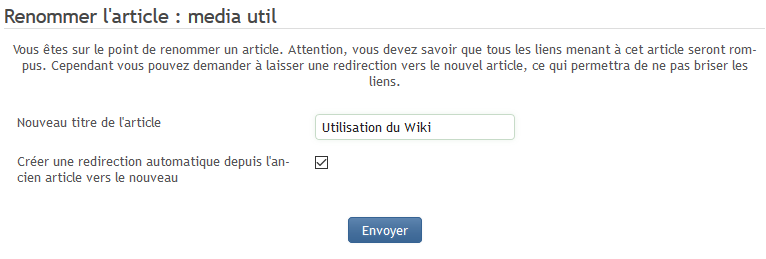 Renommer l'article : media util
Vous êtes sur le point de renommer un article. Attention, vous devez savoir que tous les liens menant à cet article seront rom-
pus. Cependant vous pouvez demander à laisser une redirection vers le nouvel article, ce qui permettra de ne pas briser les
liens.
Nouveau titre de l'article
Utilisation du Wiki
Créer une redirection automatique depuis l'an-
cien article vers le nouveau
Envoyer